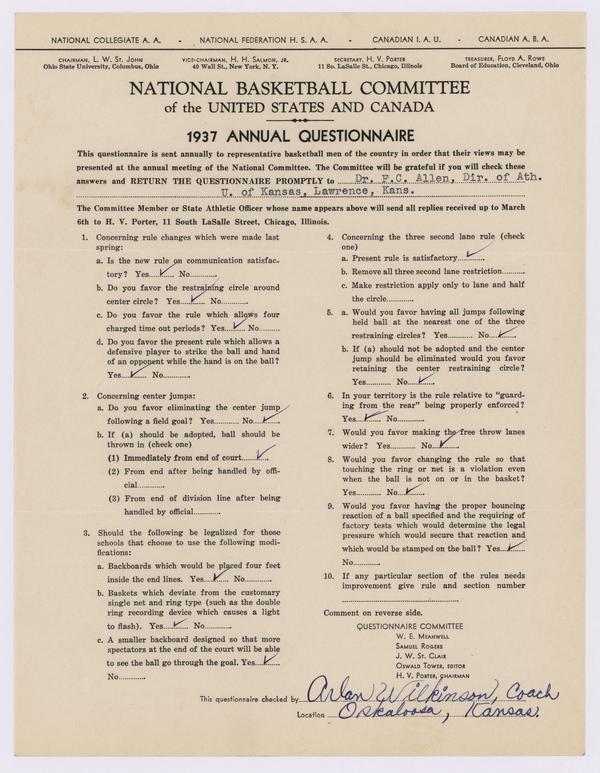 NATIONAL COLLEGIATE A. A. - NATIONAL FEDERATION H. S. A. A. - CANADIAN I. A. U. - CANADIAN A. B. A.
CHAIRMAN, L. W. ST. JOHN VICE-CHAIRMAN, H. H. SALMON, JR. SECRETARY, H. V. PORTER TREASURER, FLOYD A. ROWE
Ohio State University, Columbus, Ohio 40 Wall St., New York, N. Y. 11 So. LaSalle St., Chicago, Illinois Board of Education, Cleveland, Ohio
NATIONAL BASKETBALL COMMITTEE
of the UNITED STATES AND CANADA
1937 ANNUAL QUESTIONNAIRE
This questionnaire is sent annually to representative basketball men of the country in order that their views may be
presented at the annual meeting of the National Committee. The Committee will be grateful if you will check these
answers and RETURN THE QUESTIONNAIRE PROMPTLY to Dr. F.C. Allen, Dir. of Ath.
U. of Kansas, Lawrence, Kans.
The Committee Member or State Athletic Officer whose name appears above will send all replies received up to March
6th to H. V. Porter, 11 South LaSalle Street, Chicago, Illinois.
1. Concerning rule changes which were made last
spring:
a. Is the new rule on communication satisfac-
tory? Yes....✓.... No............
b. Do you favor the restraining circle around
center circle? Yes....✓.... No............
c. Do you favor the rule which allows four
charged time out periods? Yes....✓.... No..........
d. Do you favor the present rule which allows a
defensive player to strike the ball and hand
of an opponent while the hand is on the ball?
Yes....✓.... No............
2. Concerning center jumps:
a. Do you favor eliminating the center jump
following a field goal? Yes............ No....✓....
b. If (a) should be adopted, ball should be
thrown in (check one)
(1) Immediately from end of court....✓....
(2) From end after being handled by offi-
cial............
(3) From end of division line after being
handled by official............
3. Should the following be legalized for those
schools that choose to use the following modi-
fications:
a. Backboards which would be placed four feet
inside the end lines. Yes....✓.... No............
b. Baskets which deviate from the customary
single net and ring type (such as the double
ring recording device which causes a light
to flash). Yes....✓.... No............
c. A smaller backboard designed so that more
spectators at the end of the court will be able
to see the ball go through the goal. Yes....✓....
No............
4. Concerning the three second lane rule (check
one)
a. Present rule is satisfactory....✓....
b. Remove all three second lane restriction............
c. Make restriction apply only to lane and half
the circle............
5. a. Would you favor having all jumps following
held ball at the nearest one of the three
restraining circles? Yes............ No....✓....
b. If (a) should not be adopted and the center
jump should be eliminated would you favor
retaining the center restraining circle?
Yes............ No....✓....
6. In your territory is the rule relative to "guard-
ing from the rear" being properly enforced?
Yes....✓.... No............
7. Would you favor making the free throw lanes
wider? Yes............ No....✓....
8. Would you favor changing the rule so that
touching the ring or net is a violation even
when the ball is not on or in the basket?
Yes............ No....✓....
9. Would you favor having the proper bouncing
reaction of a ball specified and the requiring of
factory tests which would determine the legal
pressure which would secure that reaction and
which would be stamped on the ball? Yes....✓....
No............
10. If any particular section of the rules needs
improvement give rule and section number
Comment on reverse side.
QUESTIONNAIRE COMMITTEE
W. E. MEANWELL
SAMUEL ROGERS
J. W. ST. CLAIR
OSWALD TOWER, EDITOR
H. V. PORTER, CHAIRMAN
This questionnaire checked by Arlan Wilkinson, Coach
Location Oskaloosa, Kansas.